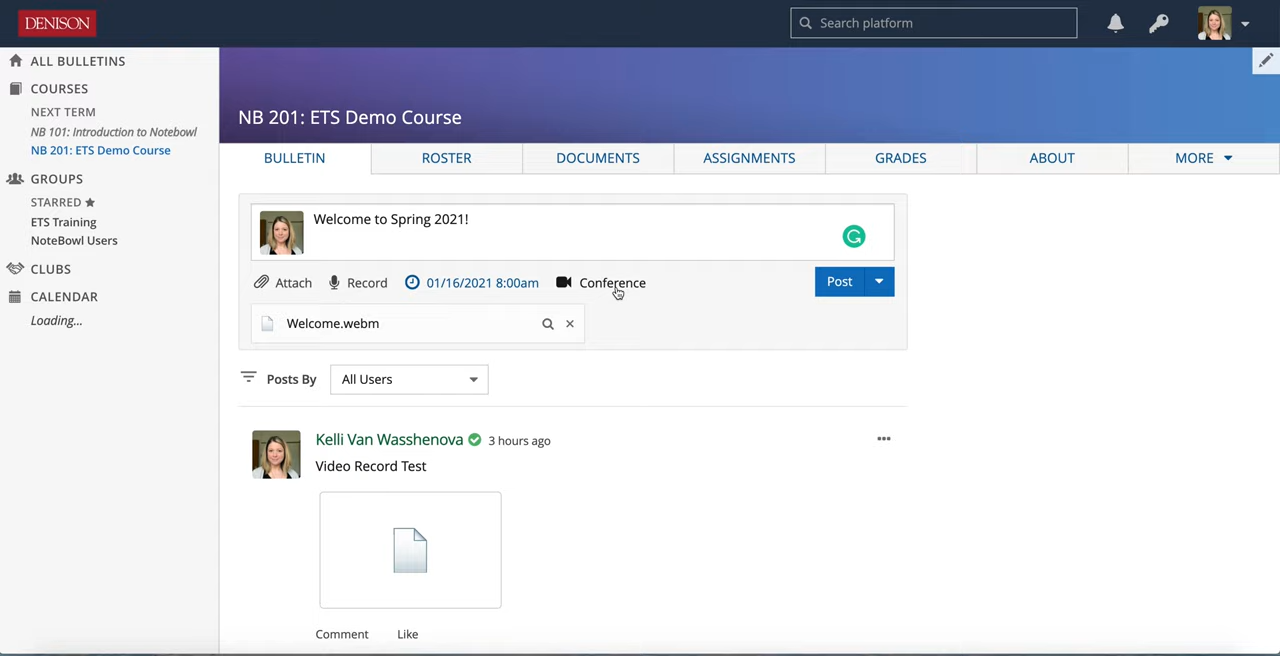 DENISON
Search platform
ALL BULLETINS
COURSES
NEXT TERM
NB 101: Introduction to Notebowl
NB 201: ETS Demo Course
GROUPS
STARRED
ETS Training
NoteBowl Users
CLUBS
CALENDAR
Loading...
NB 201: ETS Demo Course
BULLETIN ROSTER DOCUMENTS ASSIGNMENTS GRADES ABOUT MORE
Welcome to Spring 2021!
Attach Record 01/16/2021 8:00am Conference Post
Welcome.webm
Posts By All Users
Kelli Van Wasshenova 3 hours ago
Video Record Test
Comment Like